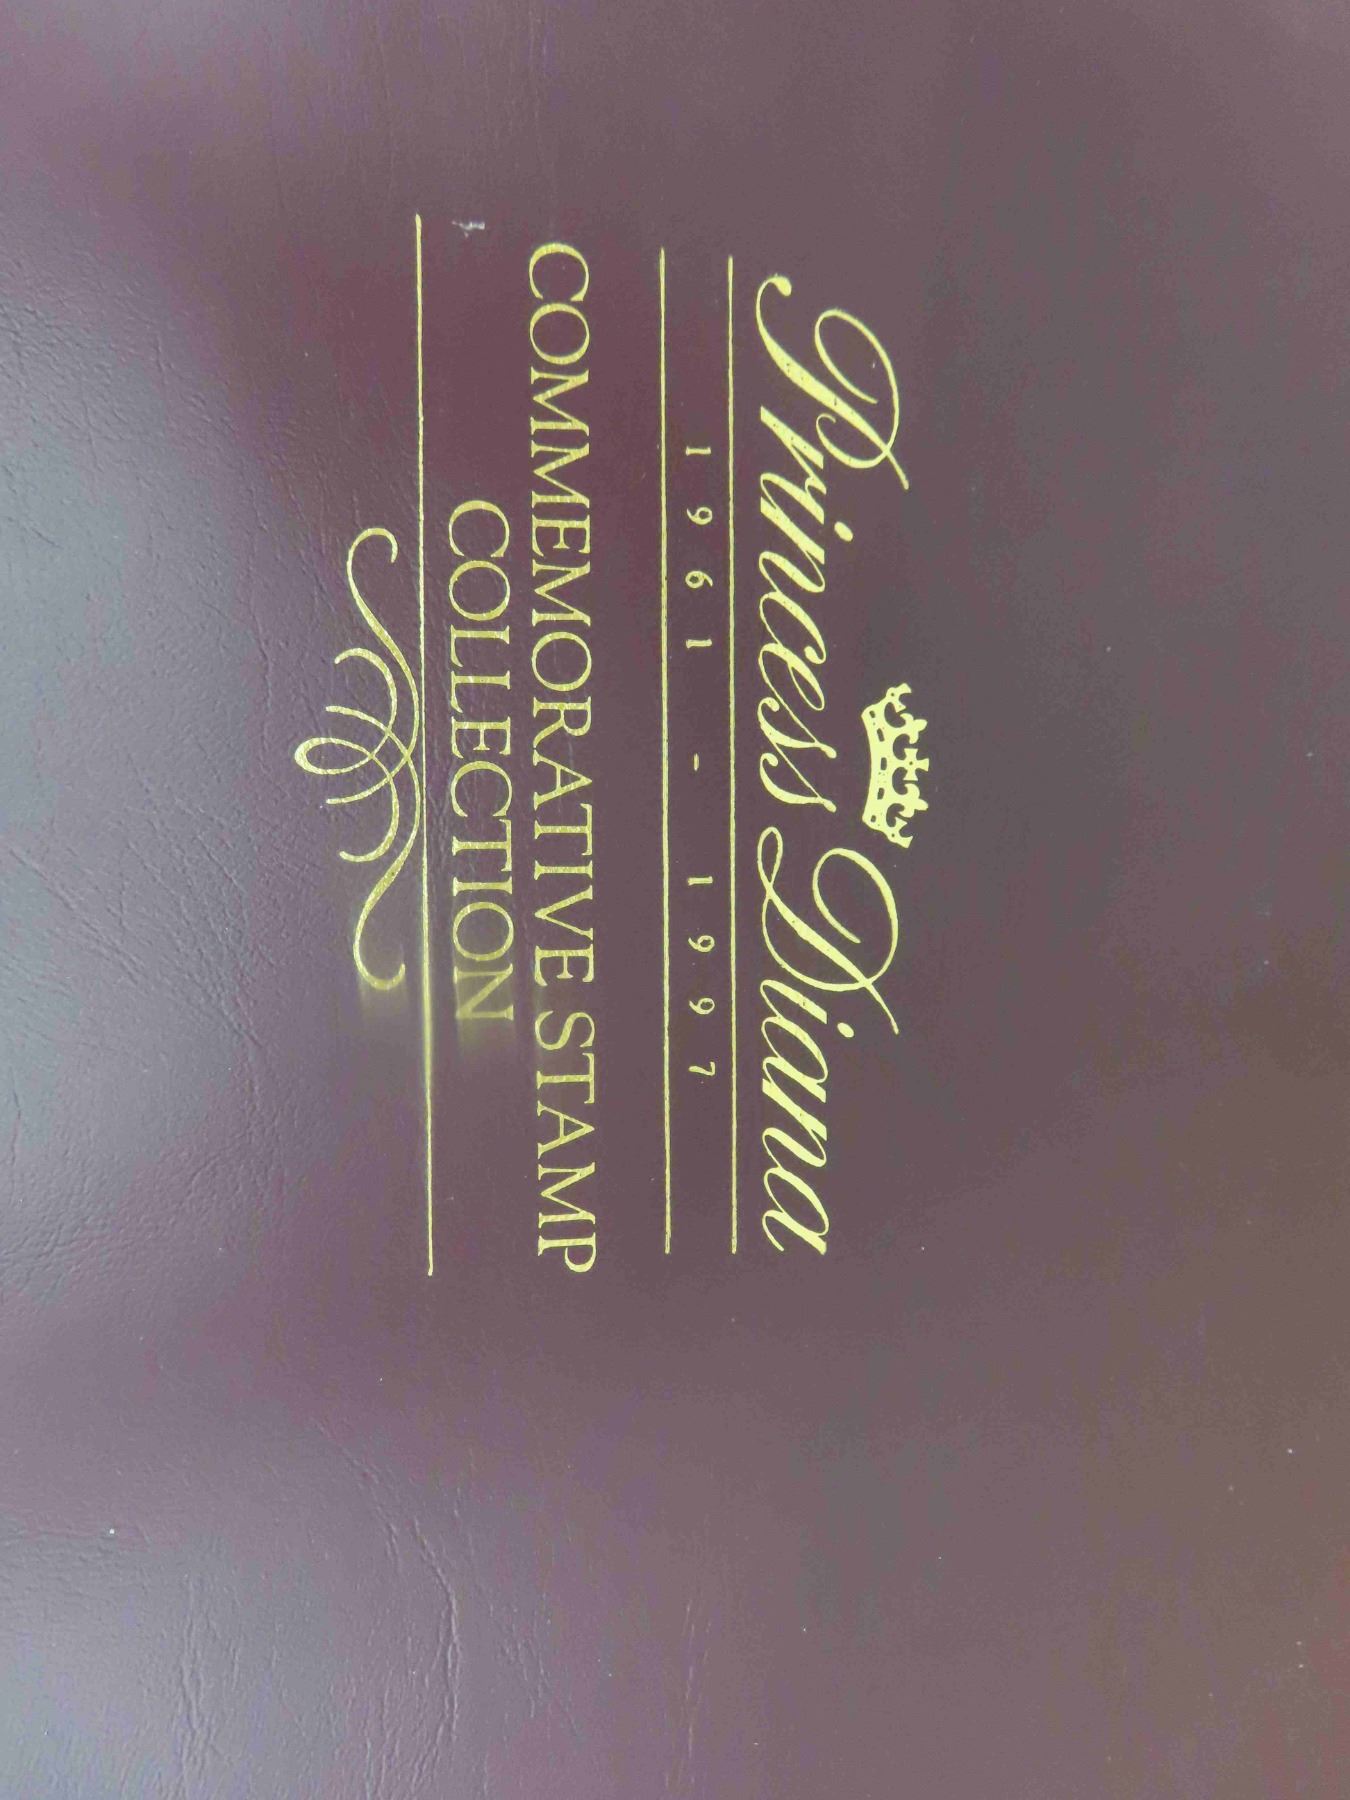 Princess Diana
1961 - 1997
COMMEMORATIVE STAMP
COLLECTION